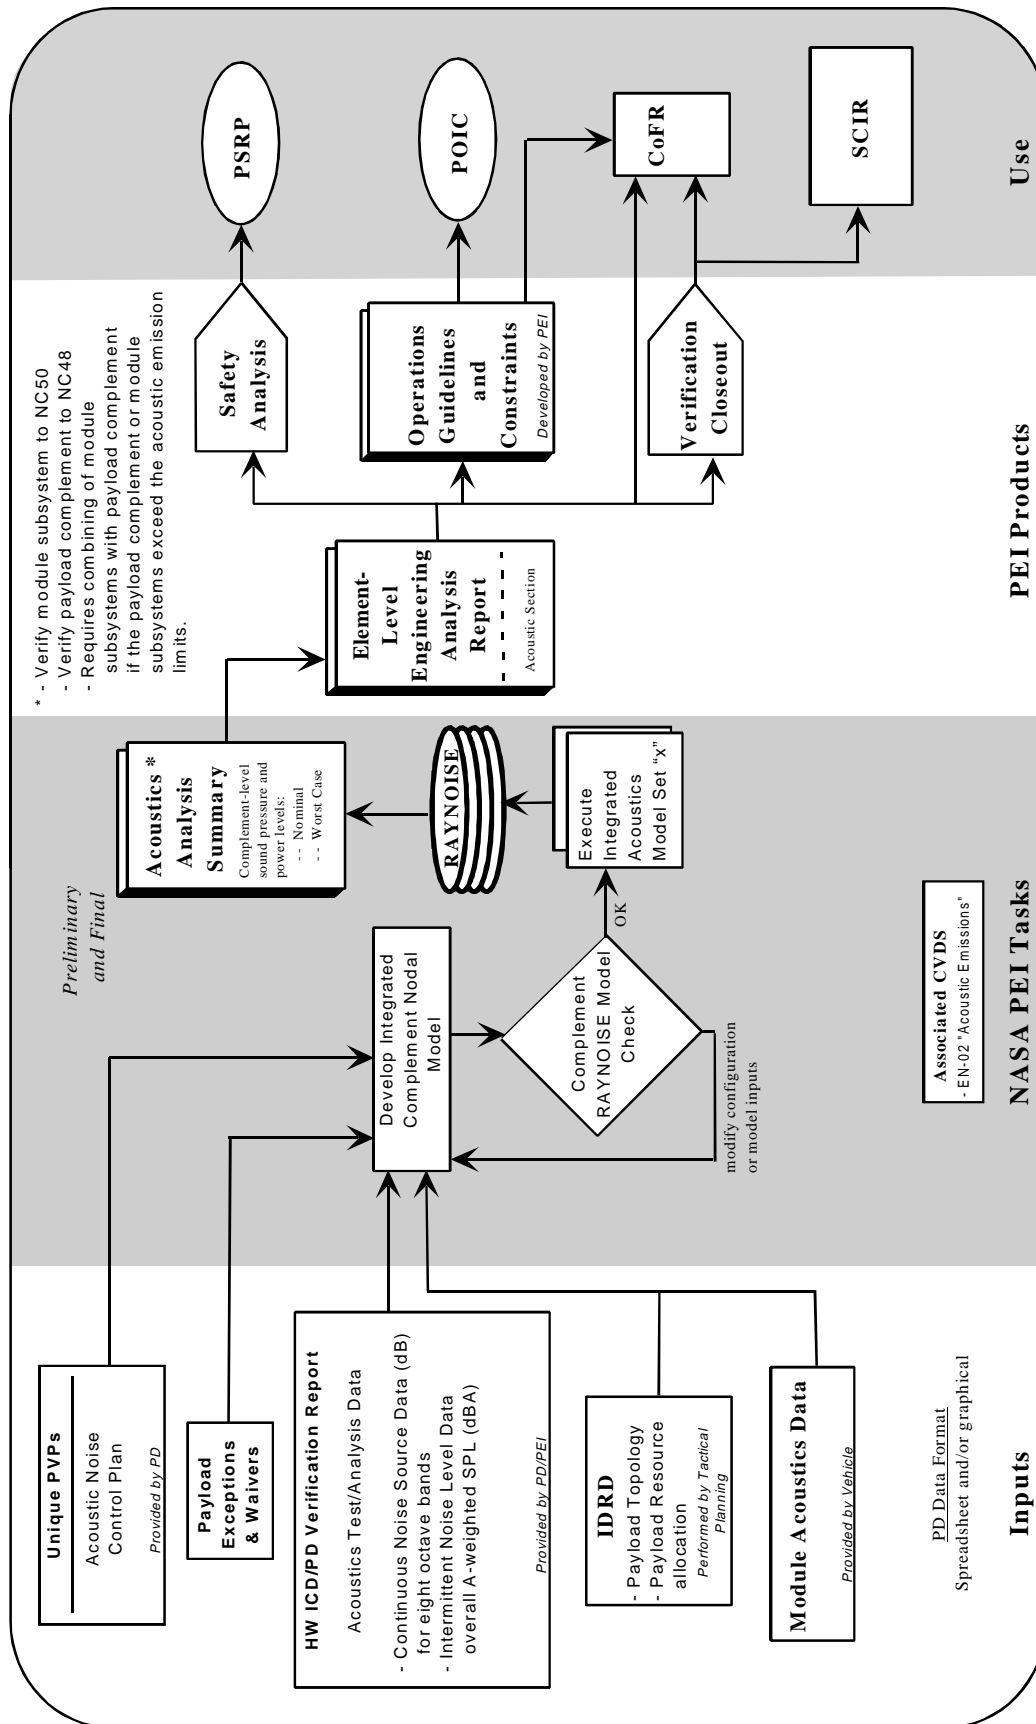 Unique PVPs
Acoustic Noise
Control Plan
Provided by PD
Payload
Exceptions
& Waivers
HW ICD/PD Verification Report
Acoustics Test/Analysis Data
- Continuous Noise Source Data (dB)
for eight octave bands
- Intermittent Noise Level Data
overall A-weighted SPL (dBA)
Provided by PD/PEI
IDRD
- Payload Topology
- Payload Resource
allocation
Performed by Tactical
Planning
Module Acoustics Data
Provided by Vehicle
PD Data Format
Spreadsheet and/or graphical
Inputs
Preliminary
and Final
Acoustics *
Analysis
Summary
Complement-level
sound pressure and
power levels:
- - Nominal
- - Worst Case
Develop Integrated
Complement Nodal
Model
RAYNOISE
Complement
RAYNOISE Model
Check
OK
Execute
Integrated
Acoustics
Model Set "x"
modify configuration
or model inputs
Associated CVDS
- EN-02 "Acoustic Emissions"
NASA PEI Tasks
* - Verify module subsystem to NC50
- Verify payload complement to NC48
- Requires combining of module
subsystems with payload complement
if the payload complement or module
subsystems exceed the acoustic emission
limits.
Element-
Level
Engineering
Analysis
Report
Acoustic Section
Safety
Analysis
Operations
Guidelines
and
Constraints
Developed by PEI
Verification
Closeout
PEI Products
PSRP
POIC
CoFR
SCIR
Use